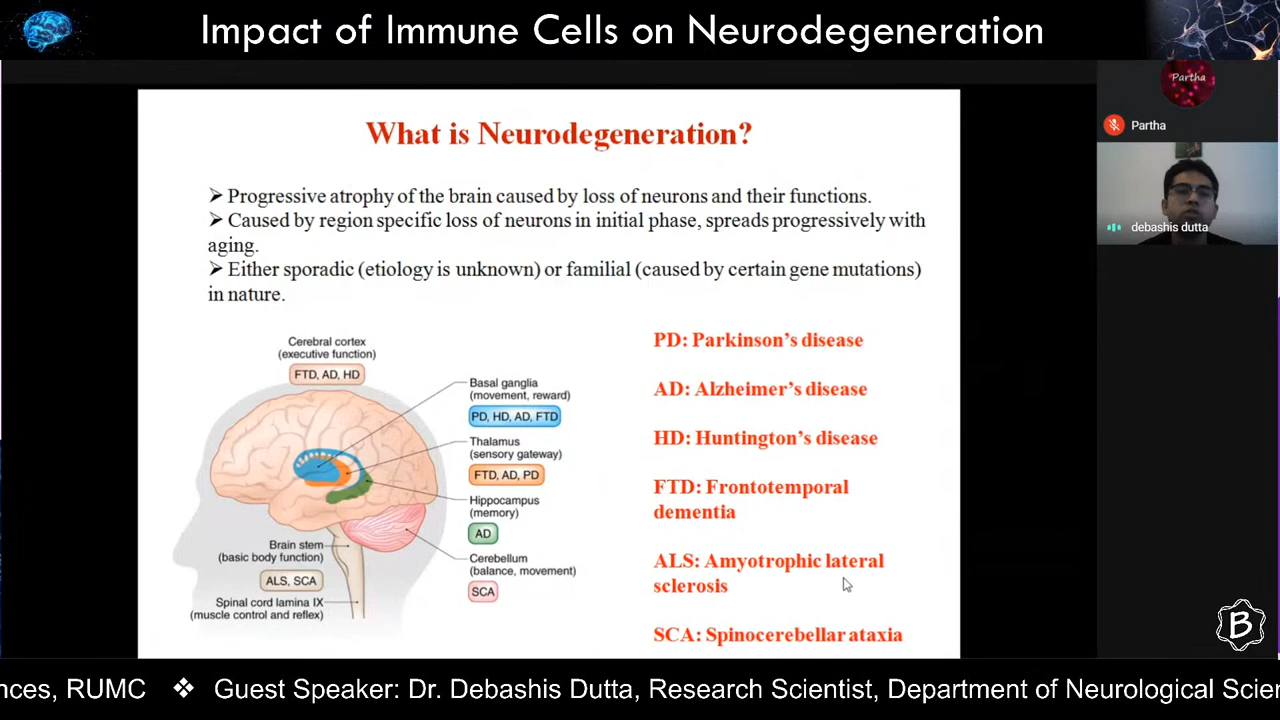 Impact of Immune Cells on Neurodegeneration
Partha
Partha
debashis dutta
What is Neurodegeneration?
➢ Progressive atrophy of the brain caused by loss of neurons and their functions.
➢ Caused by region specific loss of neurons in initial phase, spreads progressively with
aging.
➢ Either sporadic (etiology is unknown) or familial (caused by certain gene mutations)
in nature.
Cerebral cortex
(executive function)
FTD, AD, HD
Basal ganglia
(movement, reward)
PD, HD, AD, FTD
Thalamus
(sensory gateway)
FTD, AD, PD
Hippocampus
(memory)
AD
Cerebellum
(balance, movement)
SCA
Brain stem
(basic body function)
ALS, SCA
Spinal cord lamina IX
(muscle control and reflex)
PD: Parkinson's disease
AD: Alzheimer's disease
HD: Huntington's disease
FTD: Frontotemporal
dementia
ALS: Amyotrophic lateral
sclerosis
SCA: Spinocerebellar ataxia
B
nces, RUMC ❖ Guest Speaker: Dr. Debashis Dutta, Research Scientist, Department of Neurological Scien